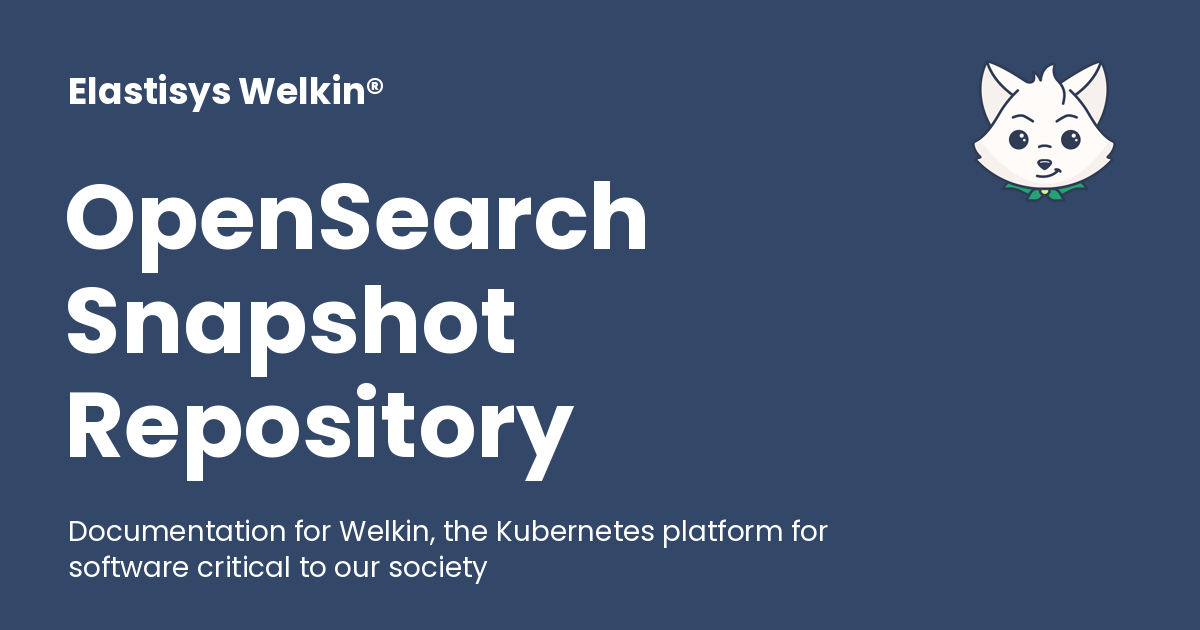 Elastisys Welkin®
OpenSearch
Snapshot
Repository
Documentation for Welkin, the Kubernetes platform for
software critical to our society